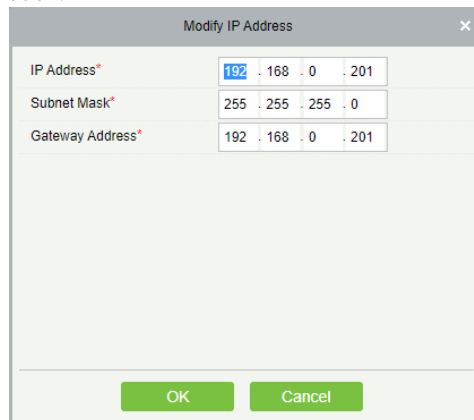 Modify IP Address ×
IP Address* 192 . 168 . 0 . 201
Subnet Mask* 255 . 255 . 255 . 0
Gateway Address* 192 . 168 . 0 . 201
OK Cancel